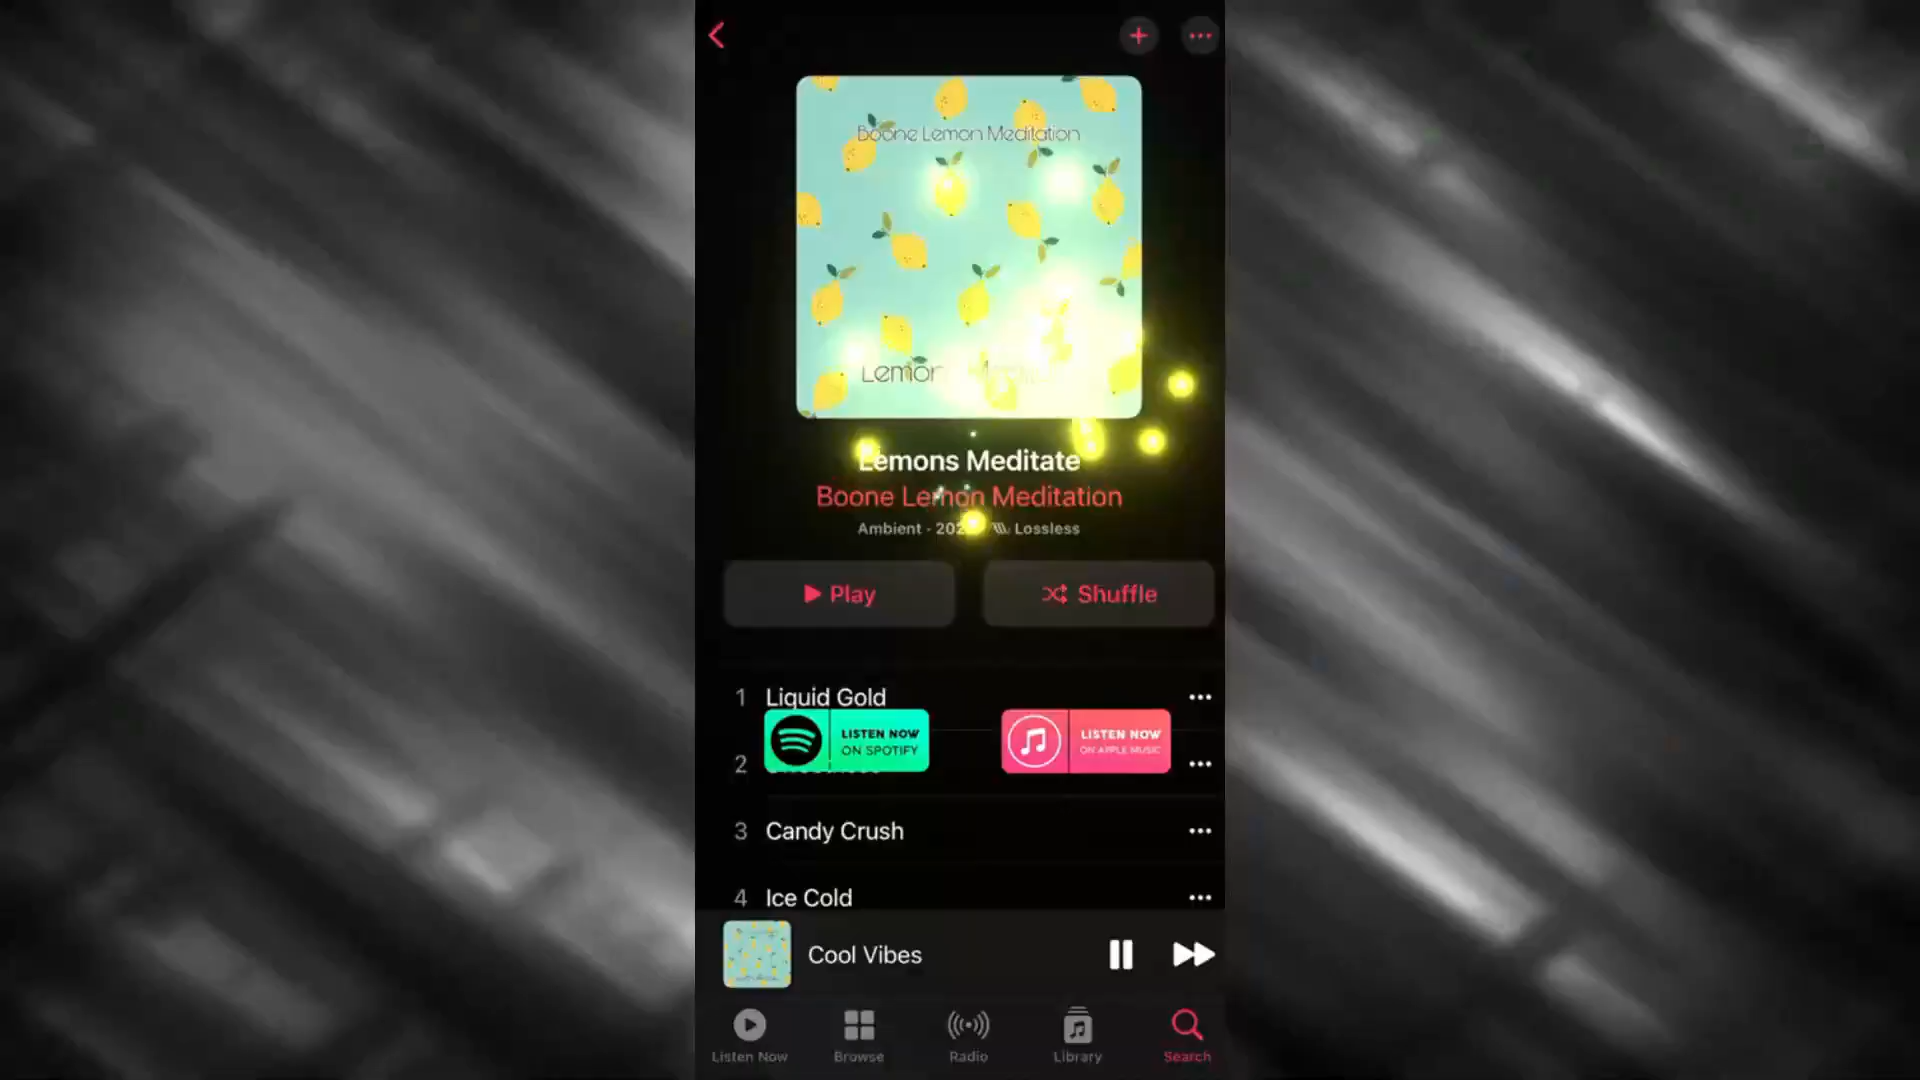 Boone Lemon Meditation
Lemons Meditate
Boone Lemon Meditation
Ambient · Lossless
Play
Shuffle
1 Liquid Gold
LISTEN NOW
ON SPOTIFY
LISTEN NOW
ON APPLE MUSIC
2
3 Candy Crush
4 Ice Cold
Cool Vibes
Listen Now
Browse
Radio
Library
Search